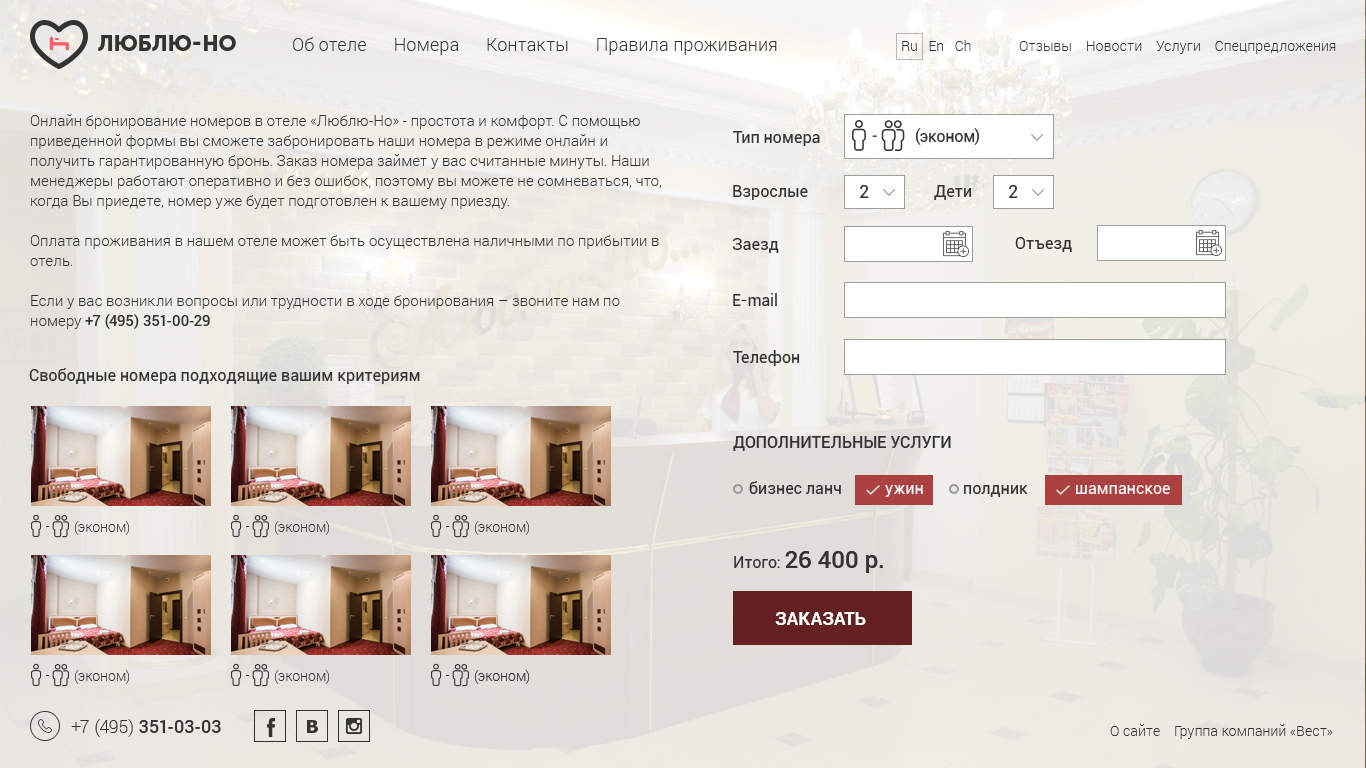 ЛЮБЛЮ-НО
Об отеле Номера Контакты Правила проживания
Ru En Ch
Отзывы Новости Услуги Спецпредложения
Онлайн бронирование номеров в отеле «Люблю-Но» - простота и комфорт. С помощью
приведенной формы вы сможете забронировать наши номера в режиме онлайн и
получить гарантированную бронь. Заказ номера займет у вас считанные минуты. Наши
менеджеры работают оперативно и без ошибок, поэтому вы можете не сомневаться, что,
когда Вы приедете, номер уже будет подготовлен к вашему приезду.
Оплата проживания в нашем отеле может быть осуществлена наличными по прибытии в
отель.
Если у вас возникли вопросы или трудности в ходе бронирования – звоните нам по
номеру +7 (495) 351-00-29
Свободные номера подходящие вашим критериям
- (эконом) - (эконом) - (эконом)
- (эконом) - (эконом) - (эконом)
Тип номера - (эконом)
Взрослые 2 Дети 2
Заезд Отъезд
E-mail
Телефон
ДОПОЛНИТЕЛЬНЫЕ УСЛУГИ
бизнес ланч ужин полдник шампанское
Итого: 26 400 р.
ЗАКАЗАТЬ
+7 (495) 351-03-03
f B
О сайте Группа компаний «Вест»